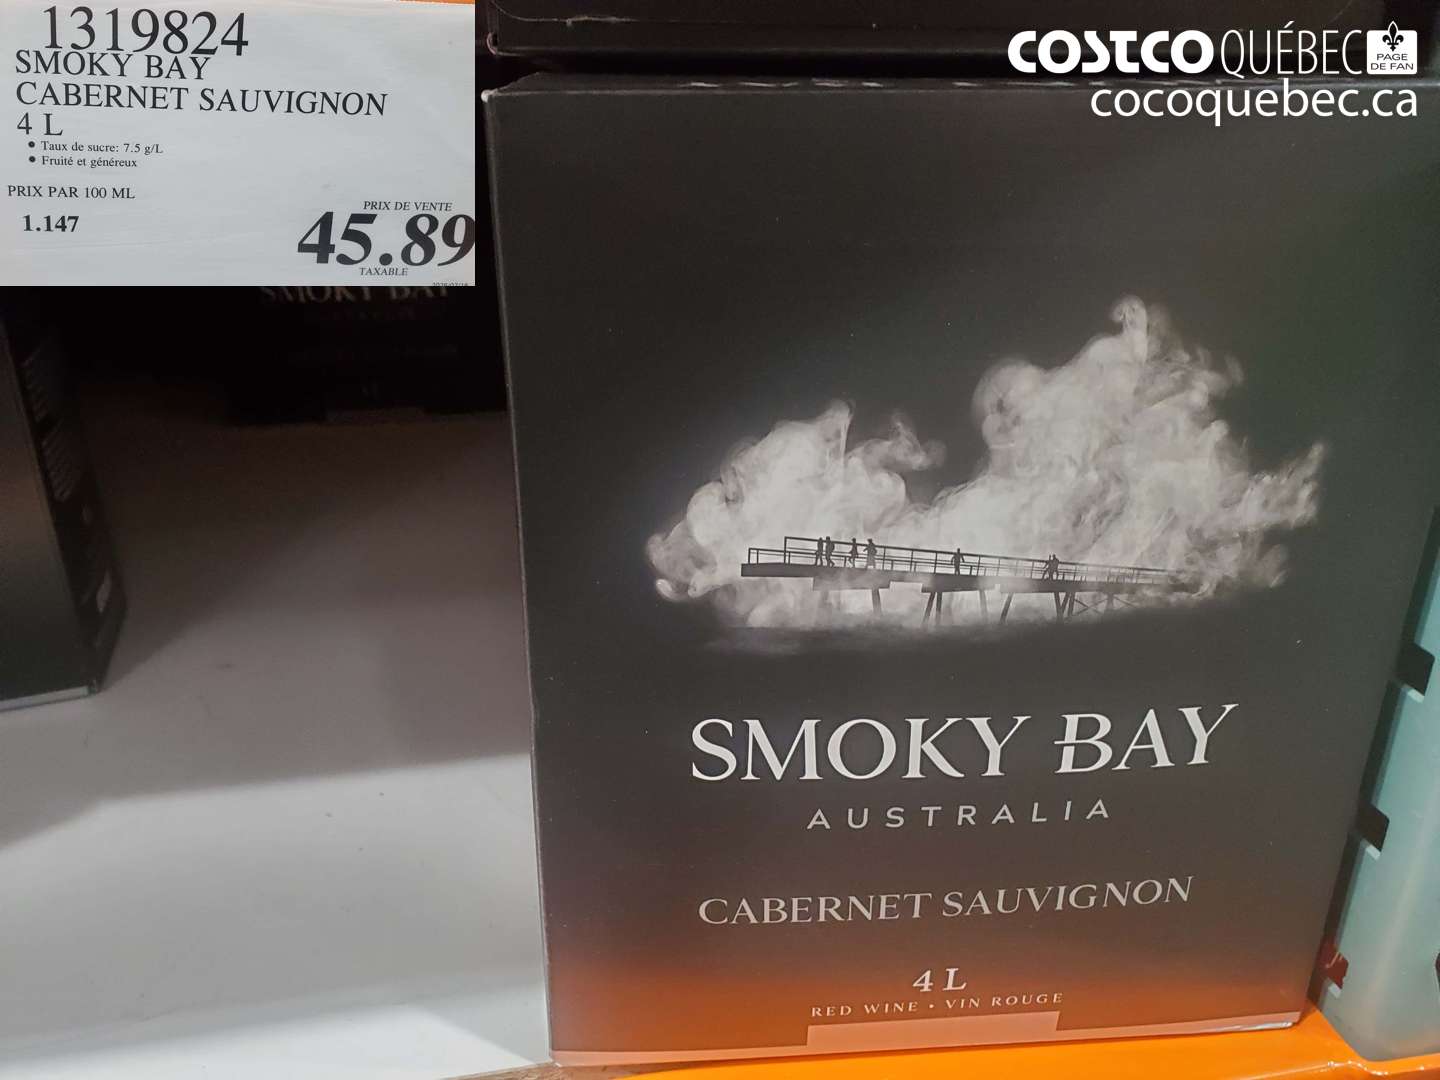 1319824
SMOKY BAY
CABERNET SAUVIGNON
4 L
• Taux de sucre: 7.5 g/L
• Fruité et généreux
PRIX PAR 100 ML
1.147
PRIX DE VENTE
45.89
TAXABLE
SMOKY BAY
COSTCO QUÉBEC
PAGE
DE FAN
cocoquebec.ca
SMOKY BAY
AUSTRALIA
CABERNET SAUVIGNON
4 L
RED WINE • VIN ROUGE